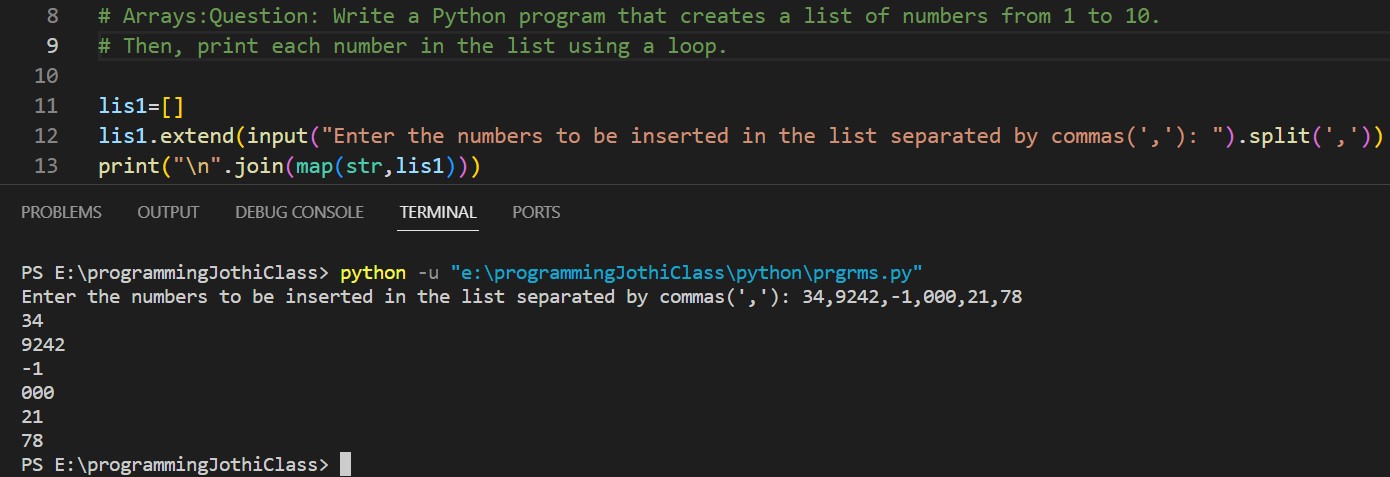 8 # Arrays:Question: Write a Python program that creates a list of numbers from 1 to 10.
9 # Then, print each number in the list using a loop.
10
11 lis1=[]
12 lis1.extend(input("Enter the numbers to be inserted in the list separated by commas(','): ").split(','))
13 print("\n".join(map(str,lis1)))
PROBLEMS OUTPUT DEBUG CONSOLE TERMINAL PORTS
PS E:\programmingJothiClass> python -u "e:\programmingJothiClass\python\prgrms.py"
Enter the numbers to be inserted in the list separated by commas(','): 34,9242,-1,000,21,78
34
9242
-1
000
21
78
PS E:\programmingJothiClass>